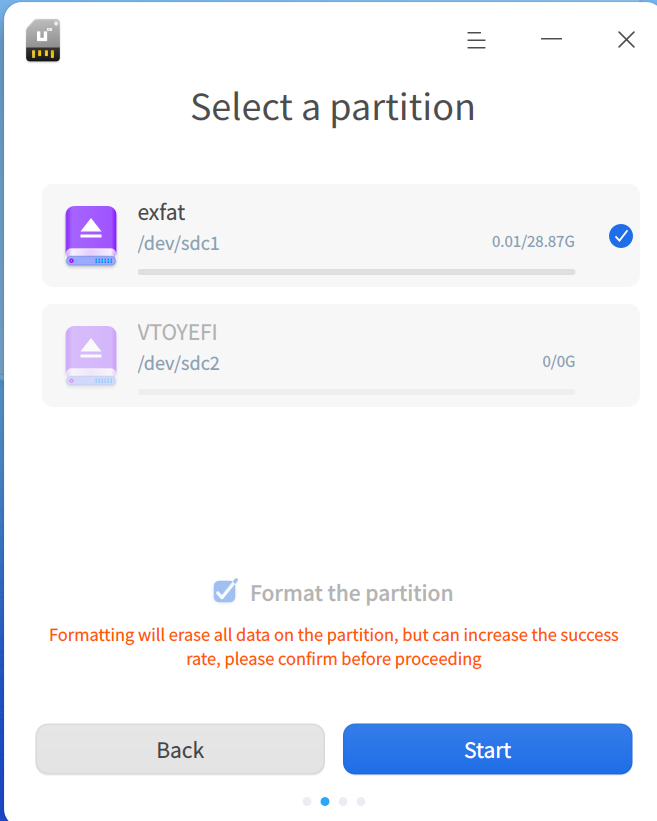 Select a partition
exfat
/dev/sdc1
0.01/28.87G
VTOYEFI
/dev/sdc2
0/0G
Format the partition
Formatting will erase all data on the partition, but can increase the success
rate, please confirm before proceeding
Back
Start